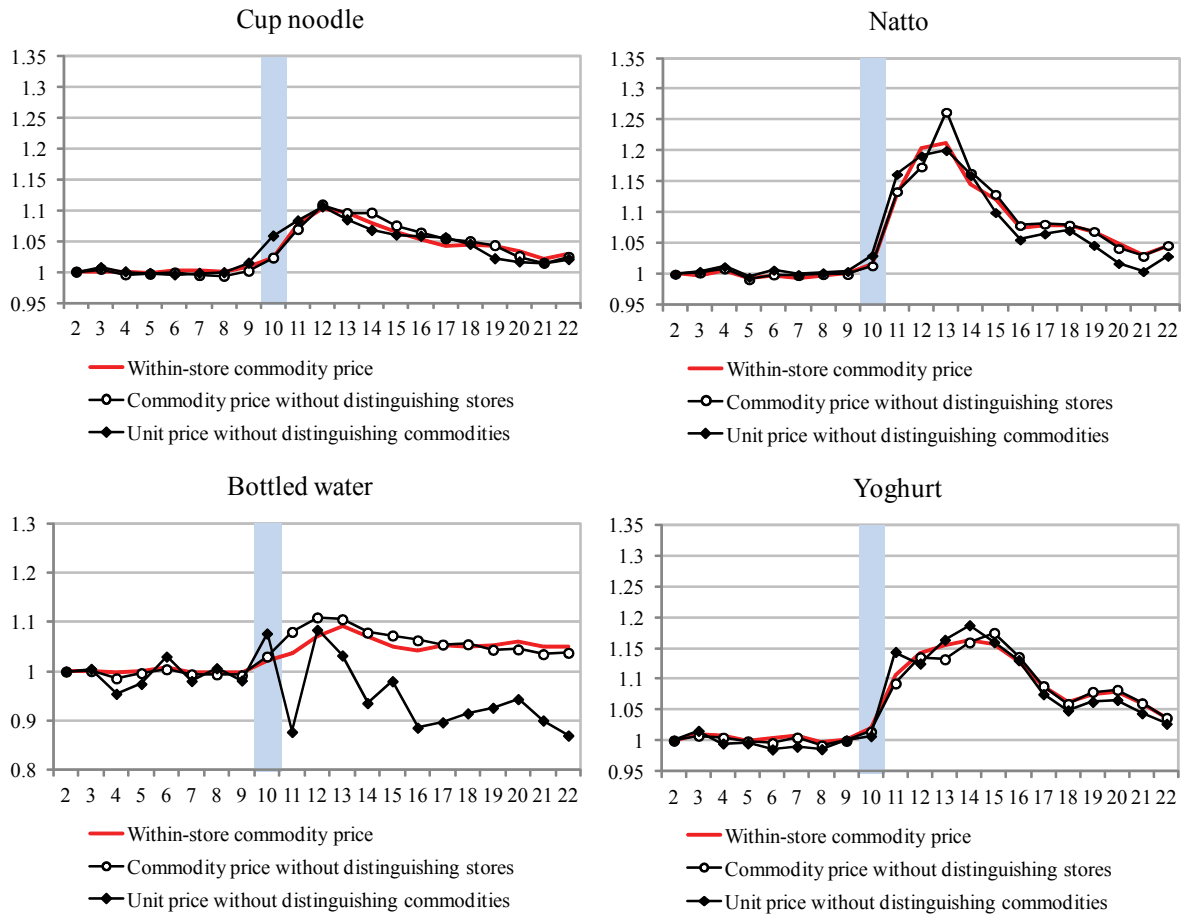 Cup noodle
1.35
1.3
1.25
1.2
1.15
1.1
1.05
1
0.95
2 3 4 5 6 7 8 9 10 11 12 13 14 15 16 17 18 19 20 21 22
Within-store commodity price
Commodity price without distinguishing stores
Unit price without distinguishing commodities
Natto
1.35
1.3
1.25
1.2
1.15
1.1
1.05
1
0.95
2 3 4 5 6 7 8 9 10 11 12 13 14 15 16 17 18 19 20 21 22
Within-store commodity price
Commodity price without distinguishing stores
Unit price without distinguishing commodities
Bottled water
1.3
1.2
1.1
1
0.9
0.8
2 3 4 5 6 7 8 9 10 11 12 13 14 15 16 17 18 19 20 21 22
Within-store commodity price
Commodity price without distinguishing stores
Unit price without distinguishing commodities
Yoghurt
1.35
1.3
1.25
1.2
1.15
1.1
1.05
1
0.95
2 3 4 5 6 7 8 9 10 11 12 13 14 15 16 17 18 19 20 21 22
Within-store commodity price
Commodity price without distinguishing stores
Unit price without distinguishing commodities